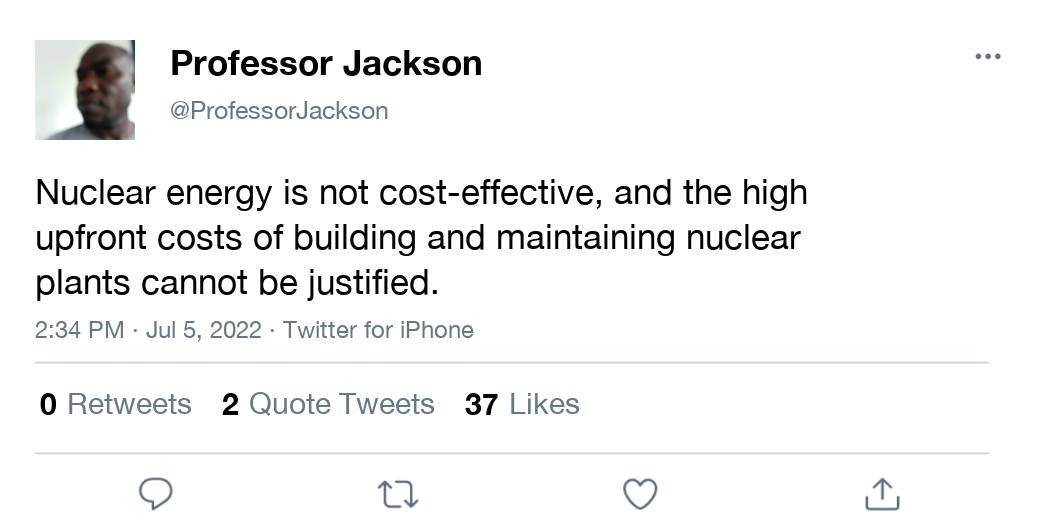 Professor Jackson
@ProfessorJackson
Nuclear energy is not cost-effective, and the high
upfront costs of building and maintaining nuclear
plants cannot be justified.
2:34 PM · Jul 5, 2022 · Twitter for iPhone
0 Retweets 2 Quote Tweets 37 Likes